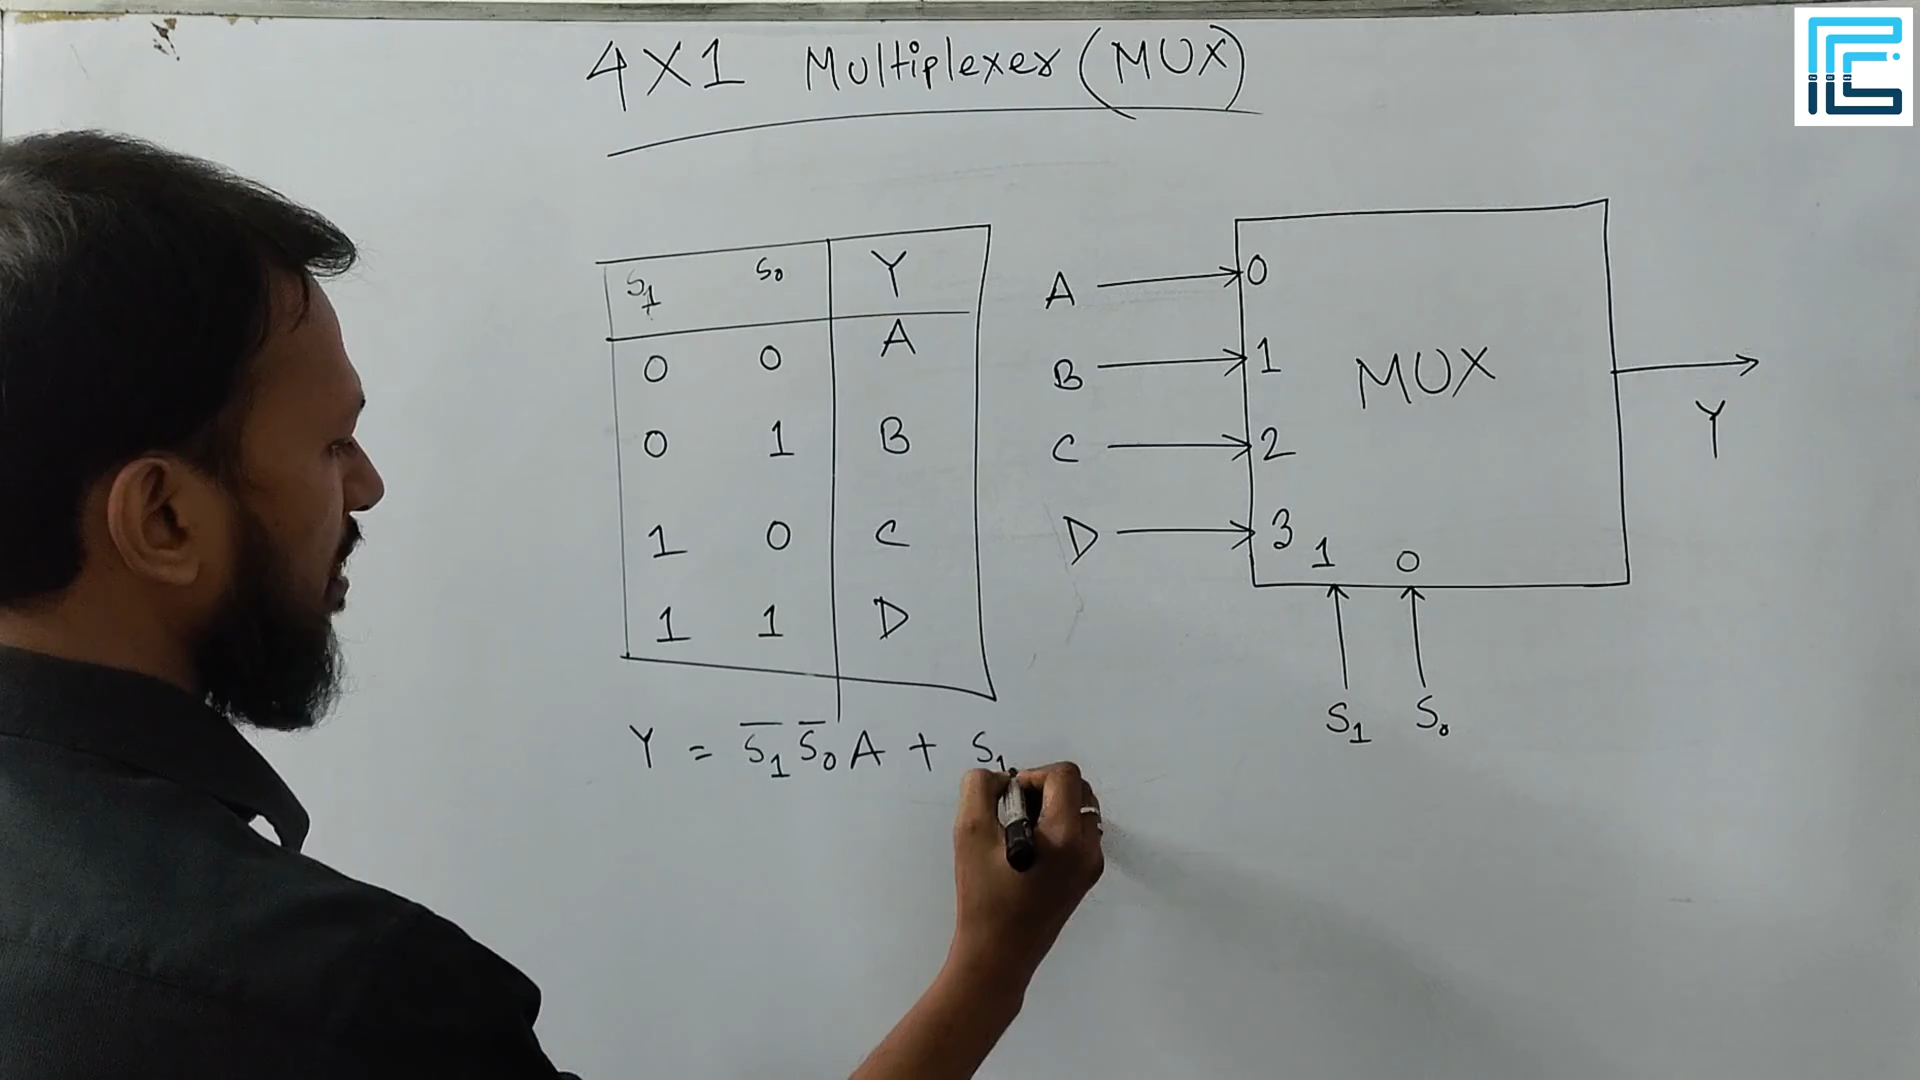 4X1 Multiplexer (MUX)
S1 S0 Y
0 0 A
0 1 B
1 0 C
1 1 D
Y = S̅1 S̅0 A + S1
A 0
B 1
C 2
D 3
MUX
Y
1 0
S1 S0